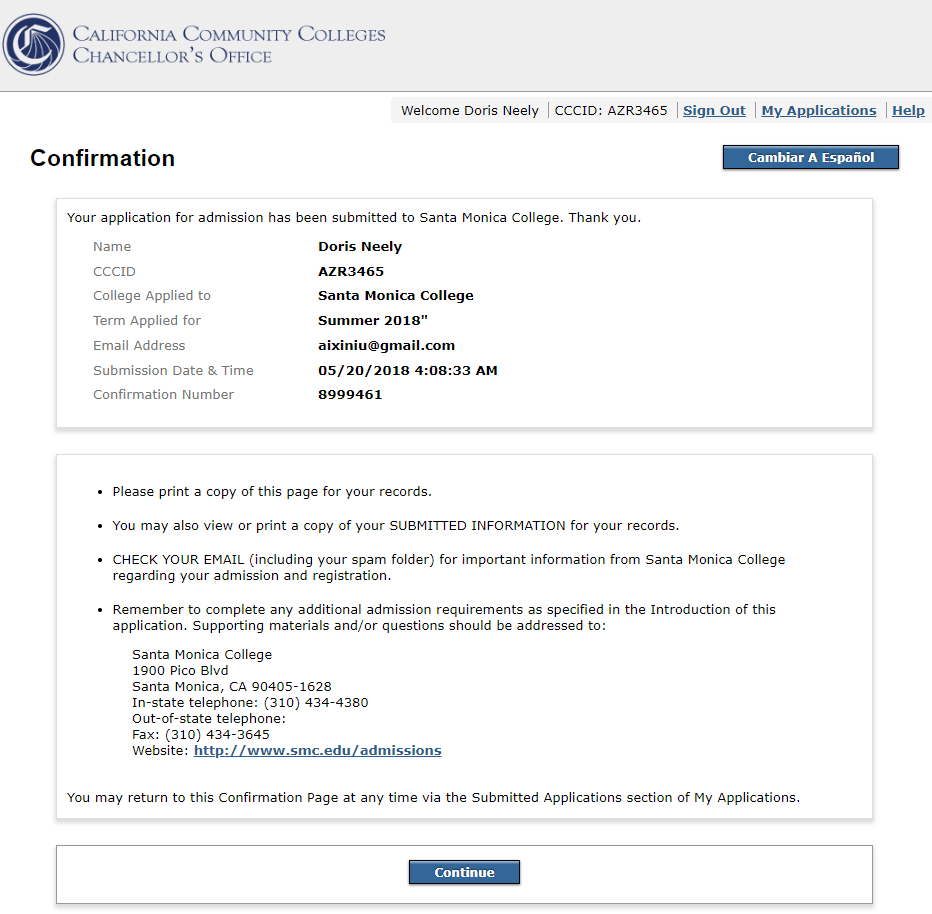 California Community Colleges
Chancellor's Office
Welcome Doris Neely CCCID: AZR3465 Sign Out My Applications Help
Confirmation
Cambiar A Español
Your application for admission has been submitted to Santa Monica College. Thank you.
Name Doris Neely
CCCID AZR3465
College Applied to Santa Monica College
Term Applied for Summer 2018"
Email Address aixiniu@gmail.com
Submission Date & Time 05/20/2018 4:08:33 AM
Confirmation Number 8999461
• Please print a copy of this page for your records.
• You may also view or print a copy of your SUBMITTED INFORMATION for your records.
• CHECK YOUR EMAIL (including your spam folder) for important information from Santa Monica College
regarding your admission and registration.
• Remember to complete any additional admission requirements as specified in the Introduction of this
application. Supporting materials and/or questions should be addressed to:
Santa Monica College
1900 Pico Blvd
Santa Monica, CA 90405-1628
In-state telephone: (310) 434-4380
Out-of-state telephone:
Fax: (310) 434-3645
Website: http://www.smc.edu/admissions
You may return to this Confirmation Page at any time via the Submitted Applications section of My Applications.
Continue